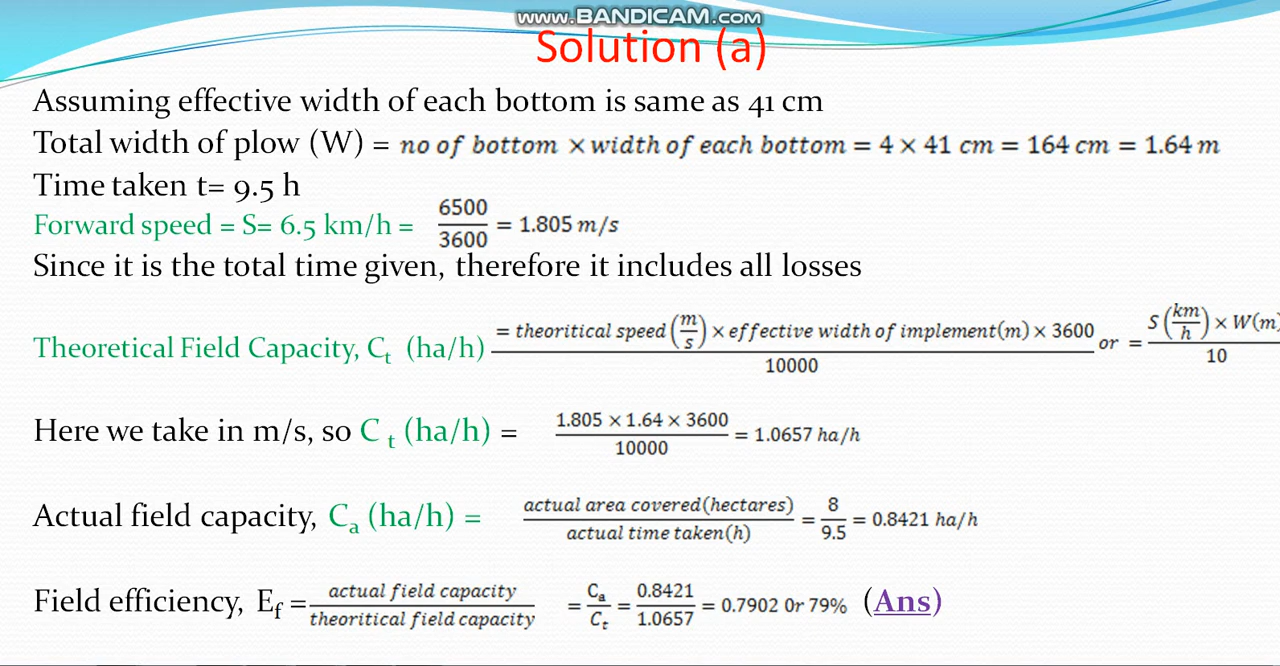 www.BANDICAM.com
Solution (a)
Assuming effective width of each bottom is same as 41 cm
Total width of plow (W) = no of bottom × width of each bottom = 4 × 41 cm = 164 cm = 1.64 m
Time taken t= 9.5 h
Forward speed = S= 6.5 km/h = 6500/3600 = 1.805 m/s
Since it is the total time given, therefore it includes all losses
Theoretical Field Capacity, Cₜ (ha/h) = theoritical speed (m/s) × effective width of implement(m) × 3600 / 10000 or = S (km/h) × W(m / 10
Here we take in m/s, so C ₜ (ha/h) = 1.805 × 1.64 × 3600 / 10000 = 1.0657 ha/h
Actual field capacity, Cₐ (ha/h) = actual area covered(hectares) / actual time taken(h) = 8/9.5 = 0.8421 ha/h
Field efficiency, E_f = actual field capacity / theoritical field capacity = Cₐ/Cₜ = 0.8421/1.0657 = 0.7902 0r 79% (Ans)